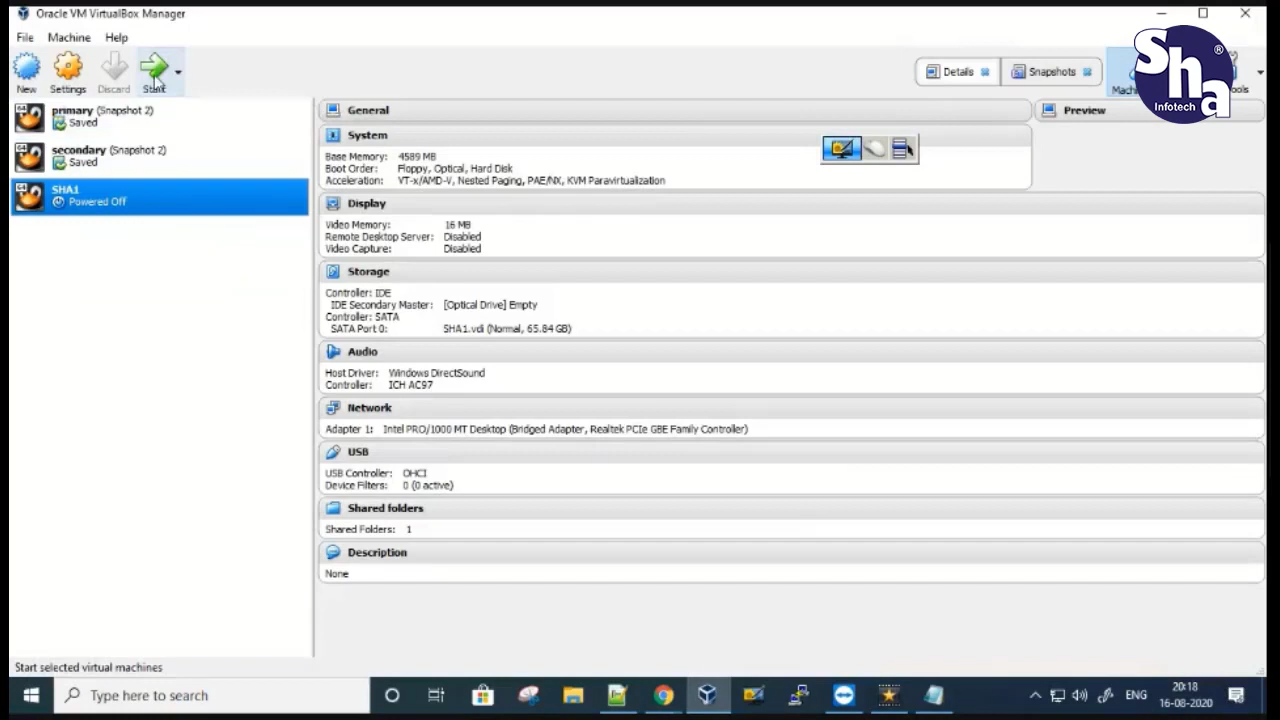 Oracle VM VirtualBox Manager
File Machine Help
New Settings Discard Start
Details Snapshots
Sha ®
Infotech
primary (Snapshot 2)
Saved
secondary (Snapshot 2)
Saved
SHA1
Powered Off
General
Preview
System
Base Memory: 4589 MB
Boot Order: Floppy, Optical, Hard Disk
Acceleration: VT-x/AMD-V, Nested Paging, PAE/NX, KVM Paravirtualization
Display
Video Memory: 16 MB
Remote Desktop Server: Disabled
Video Capture: Disabled
Storage
Controller: IDE
IDE Secondary Master: [Optical Drive] Empty
Controller: SATA
SATA Port 0: SHA1.vdi (Normal, 65.84 GB)
Audio
Host Driver: Windows DirectSound
Controller: ICH AC97
Network
Adapter 1: Intel PRO/1000 MT Desktop (Bridged Adapter, Realtek PCIe GBE Family Controller)
USB
USB Controller: OHCI
Device Filters: 0 (0 active)
Shared folders
Shared Folders: 1
Description
None
Start selected virtual machines
Type here to search
ENG
20:18
16-08-2020